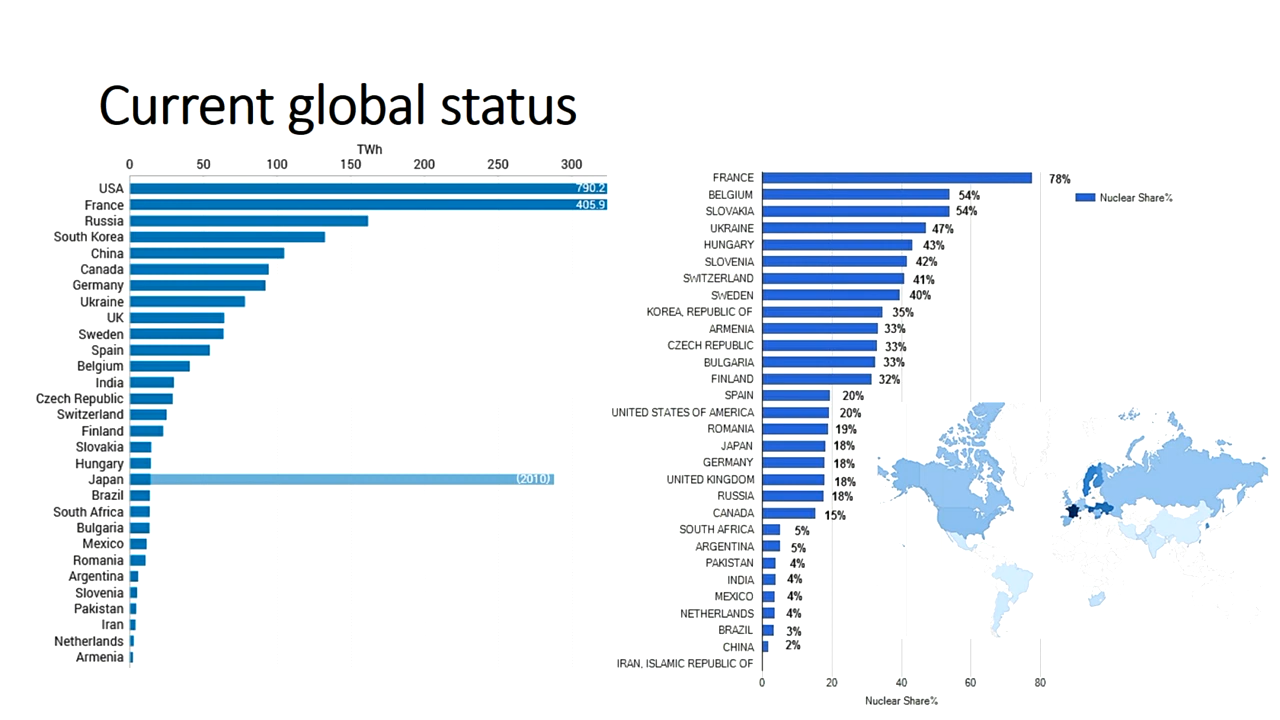 Current global status
TWh
0 50 100 150 200 250 300
USA 790.2
France 405.9
Russia
South Korea
China
Canada
Germany
Ukraine
UK
Sweden
Spain
Belgium
India
Czech Republic
Switzerland
Finland
Slovakia
Hungary
Japan (2010)
Brazil
South Africa
Bulgaria
Mexico
Romania
Argentina
Slovenia
Pakistan
Iran
Netherlands
Armenia
FRANCE 78%
BELGIUM 54%
SLOVAKIA 54%
UKRAINE 47%
HUNGARY 43%
SLOVENIA 42%
SWITZERLAND 41%
SWEDEN 40%
KOREA, REPUBLIC OF 35%
ARMENIA 33%
CZECH REPUBLIC 33%
BULGARIA 33%
FINLAND 32%
SPAIN 20%
UNITED STATES OF AMERICA 20%
ROMANIA 19%
JAPAN 18%
GERMANY 18%
UNITED KINGDOM 18%
RUSSIA 18%
CANADA 15%
SOUTH AFRICA 5%
ARGENTINA 5%
PAKISTAN 4%
INDIA 4%
MEXICO 4%
NETHERLANDS 4%
BRAZIL 3%
CHINA 2%
IRAN, ISLAMIC REPUBLIC OF
0 20 40 60 80
Nuclear Share%
Nuclear Share%